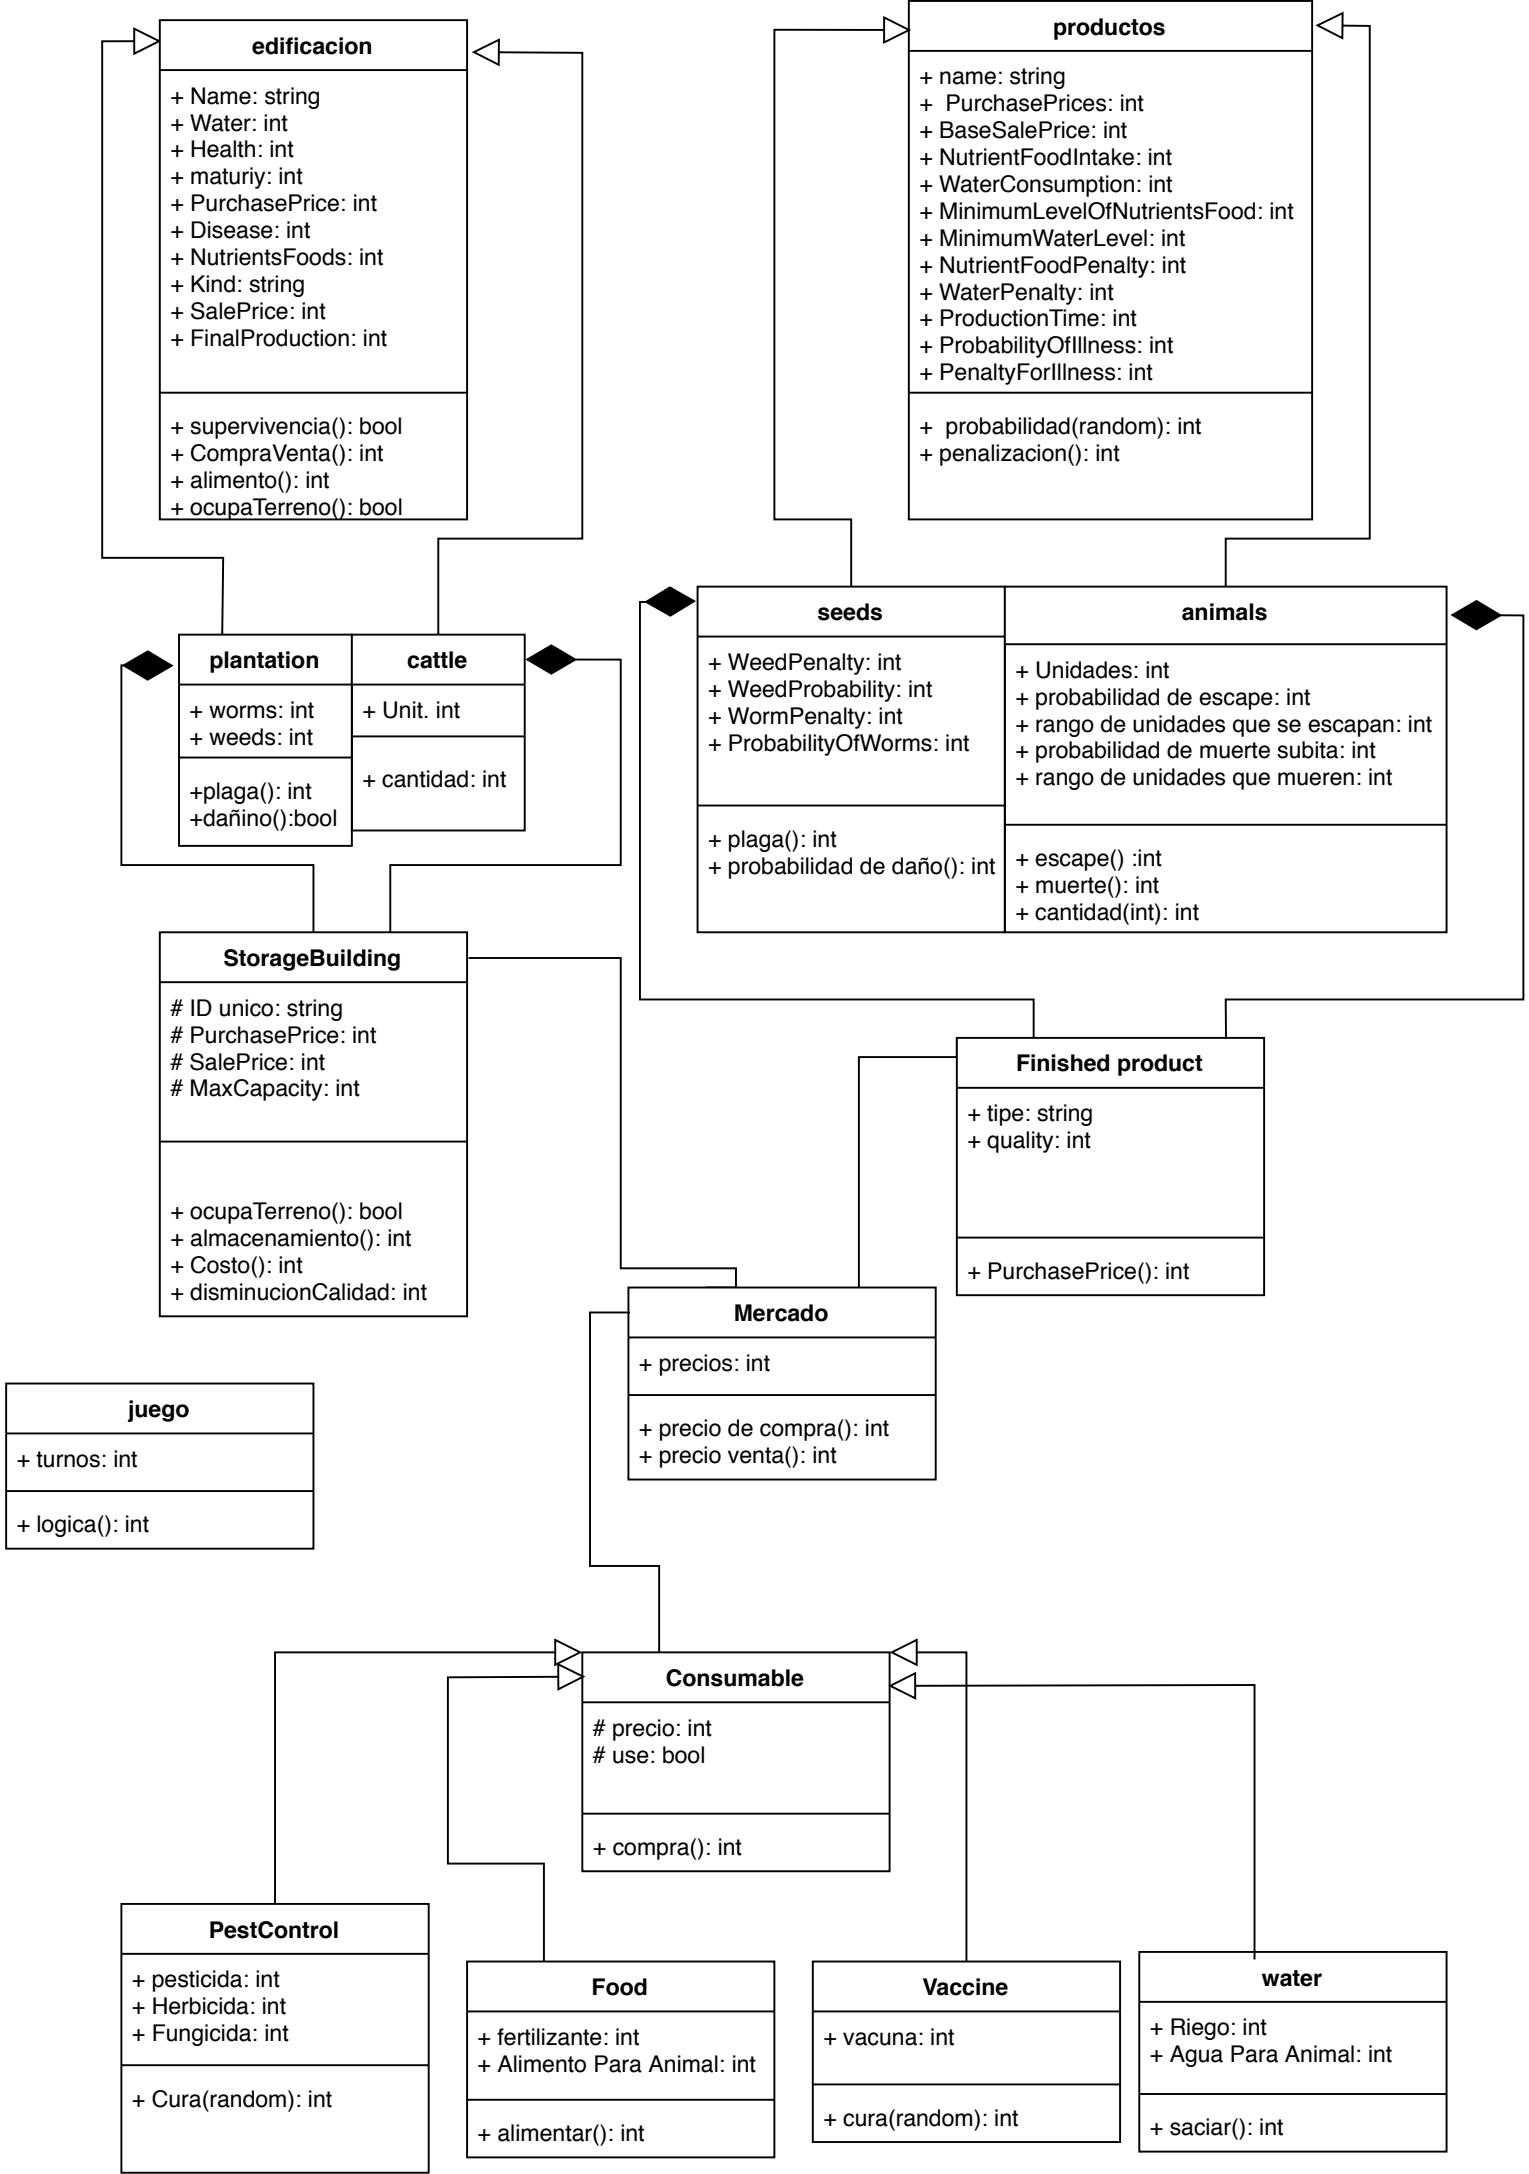 edificacion
+ Name: string
+ Water: int
+ Health: int
+ maturiy: int
+ PurchasePrice: int
+ Disease: int
+ NutrientsFoods: int
+ Kind: string
+ SalePrice: int
+ FinalProduction: int
+ supervivencia(): bool
+ CompraVenta(): int
+ alimento(): int
+ ocupaTerreno(): bool
productos
+ name: string
+  PurchasePrices: int
+ BaseSalePrice: int
+ NutrientFoodIntake: int
+ WaterConsumption: int
+ MinimumLevelOfNutrientsFood: int
+ MinimumWaterLevel: int
+ NutrientFoodPenalty: int
+ WaterPenalty: int
+ ProductionTime: int
+ ProbabilityOfIllness: int
+ PenaltyForIllness: int
+  probabilidad(random): int
+ penalizacion(): int
plantation
+ worms: int
+ weeds: int
+plaga(): int
+dañino():bool
cattle
+ Unit. int
+ cantidad: int
seeds
+ WeedPenalty: int
+ WeedProbability: int
+ WormPenalty: int
+ ProbabilityOfWorms: int
+ plaga(): int
+ probabilidad de daño(): int
animals
+ Unidades: int
+ probabilidad de escape: int
+ rango de unidades que se escapan: int
+ probabilidad de muerte subita: int
+ rango de unidades que mueren: int
+ escape() :int
+ muerte(): int
+ cantidad(int): int
StorageBuilding
# ID unico: string
# PurchasePrice: int
# SalePrice: int
# MaxCapacity: int
+ ocupaTerreno(): bool
+ almacenamiento(): int
+ Costo(): int
+ disminucionCalidad: int
Finished product
+ tipe: string
+ quality: int
+ PurchasePrice(): int
Mercado
+ precios: int
+ precio de compra(): int
+ precio venta(): int
juego
+ turnos: int
+ logica(): int
Consumable
# precio: int
# use: bool
+ compra(): int
PestControl
+ pesticida: int
+ Herbicida: int
+ Fungicida: int
+ Cura(random): int
Food
+ fertilizante: int
+ Alimento Para Animal: int
+ alimentar(): int
Vaccine
+ vacuna: int
+ cura(random): int
water
+ Riego: int
+ Agua Para Animal: int
+ saciar(): int